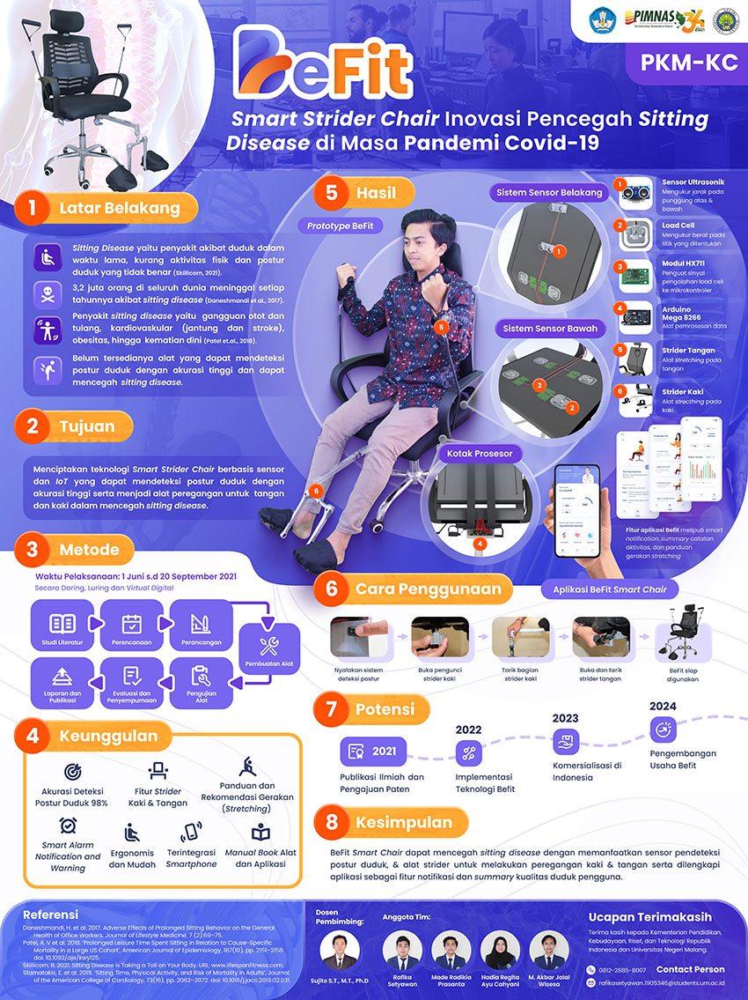 PIMNAS 34
Universitas Sumatera Utara
2021
UM
PKM-KC
BeFit
Smart Strider Chair Inovasi Pencegah Sitting
Disease di Masa Pandemi Covid-19
1 Latar Belakang
Sitting Disease yaitu penyakit akibat duduk dalam
waktu lama, kurang aktivitas fisik dan postur
duduk yang tidak benar (Skillicorn, 2021).
3,2 juta orang di seluruh dunia meninggal setiap
tahunnya akibat sitting disease (Daneshmandi et al., 2017).
Penyakit sitting disease yaitu gangguan otot dan
tulang, kardiovaskular (jantung dan stroke),
obesitas, hingga kematian dini (Patel et.al., 2018).
Belum tersedianya alat yang dapat mendeteksi
postur duduk dengan akurasi tinggi dan dapat
mencegah sitting disease.
2 Tujuan
Menciptakan teknologi Smart Strider Chair berbasis sensor
dan IoT yang dapat mendeteksi postur duduk dengan
akurasi tinggi serta menjadi alat peregangan untuk tangan
dan kaki dalam mencegah sitting disease.
3 Metode
Waktu Pelaksanaan: 1 Juni s.d 20 September 2021
Secara Daring, Luring dan Virtual Digital
Studi Literatur
Perencanaan
Perancangan
Pembuatan Alat
Pengujian
Alat
Evaluasi dan
Penyempurnaan
Laporan dan
Publikasi
4 Keunggulan
Akurasi Deteksi
Postur Duduk 98%
Fitur Strider
Kaki & Tangan
Panduan dan
Rekomendasi Gerakan
(Stretching)
Smart Alarm
Notification and
Warning
Ergonomis
dan Mudah
Terintegrasi
Smartphone
Manual Book Alat
dan Aplikasi
5 Hasil
Prototype BeFit
5
6
Sistem Sensor Belakang
1
Sistem Sensor Bawah
3
2
Kotak Prosesor
4
1
Sensor Ultrasonik
Mengukur jarak pada
punggung atas &
bawah
2
Load Cell
Mengukur berat pada
titik yang ditentukan
3
Modul HX711
Penguat sinyal
pengolahan load cell
ke mikrokontroler
4
Arduino
Mega 8266
Alat pemrosesan data
5
Strider Tangan
Alat stretching pada
tangan
6
Strider Kaki
Alat strecthing pada
kaki
Fitur aplikasi Befit meliputi smart
notification, summary catatan
aktivitas, dan panduan
gerakan stretching
6 Cara Penggunaan
Aplikasi BeFit Smart Chair
Nyalakan sistem
deteksi postur
Buka pengunci
strider kaki
Tarik bagian
strider kaki
Buka dan tarik
strider tangan
BeFit siap
digunakan
7 Potensi
2021
Publikasi Ilmiah dan
Pengajuan Paten
2022
Implementasi
Teknologi Befit
2023
Komersialisasi di
Indonesia
2024
Pengembangan
Usaha Befit
8 Kesimpulan
BeFit Smart Chair dapat mencegah sitting disease dengan memanfaatkan sensor pendeteksi
postur duduk, & alat strider untuk melakukan peregangan kaki & tangan serta dilengkapi
aplikasi sebagai fitur notifikasi dan summary kualitas duduk pengguna.
Referensi
Daneshmandi, H. et al. 2017. Adverse Effects of Prolonged Sitting Behavior on the General
Health of Office Workers. Journal of Lifestyle Medicine. 7 (2):69–75.
Patel, A. V et al. 2018. 'Prolonged Leisure Time Spent Sitting in Relation to Cause-Specific
Mortality in a Large US Cohort', American Journal of Epidemiology, 187(10), pp. 2151–2158.
doi: 10.1093/aje/kwy125.
Skillicorn, B. 2021. Sitting Disease is Taking a Toll on Your Body. URL: www.lifespanfitness.com.
Stamatakis, E. et al. 2019. 'Sitting Time, Physical Activity, and Risk of Mortality in Adults', Journal
of the American College of Cardiology, 73(16), pp. 2062–2072. doi: 10.1016/j.jacc.2019.02.031.
Dosen
Pembimbing:
Sujito S.T., M.T., Ph.D
Anggota Tim:
Rafika
Setyawan
Made Radikia
Prasanta
Nadia Regita
Ayu Cahyani
M. Akbar Jalal
Wisesa
Ucapan Terimakasih
Terima kasih kepada Kementerian Pendidikan,
Kebudayaan, Riset, dan Teknologi Republik
Indonesia dan Universitas Negeri Malang.
Contact Person
0812-2885-8007
rafikasetyawan.1905346@students.um.ac.id